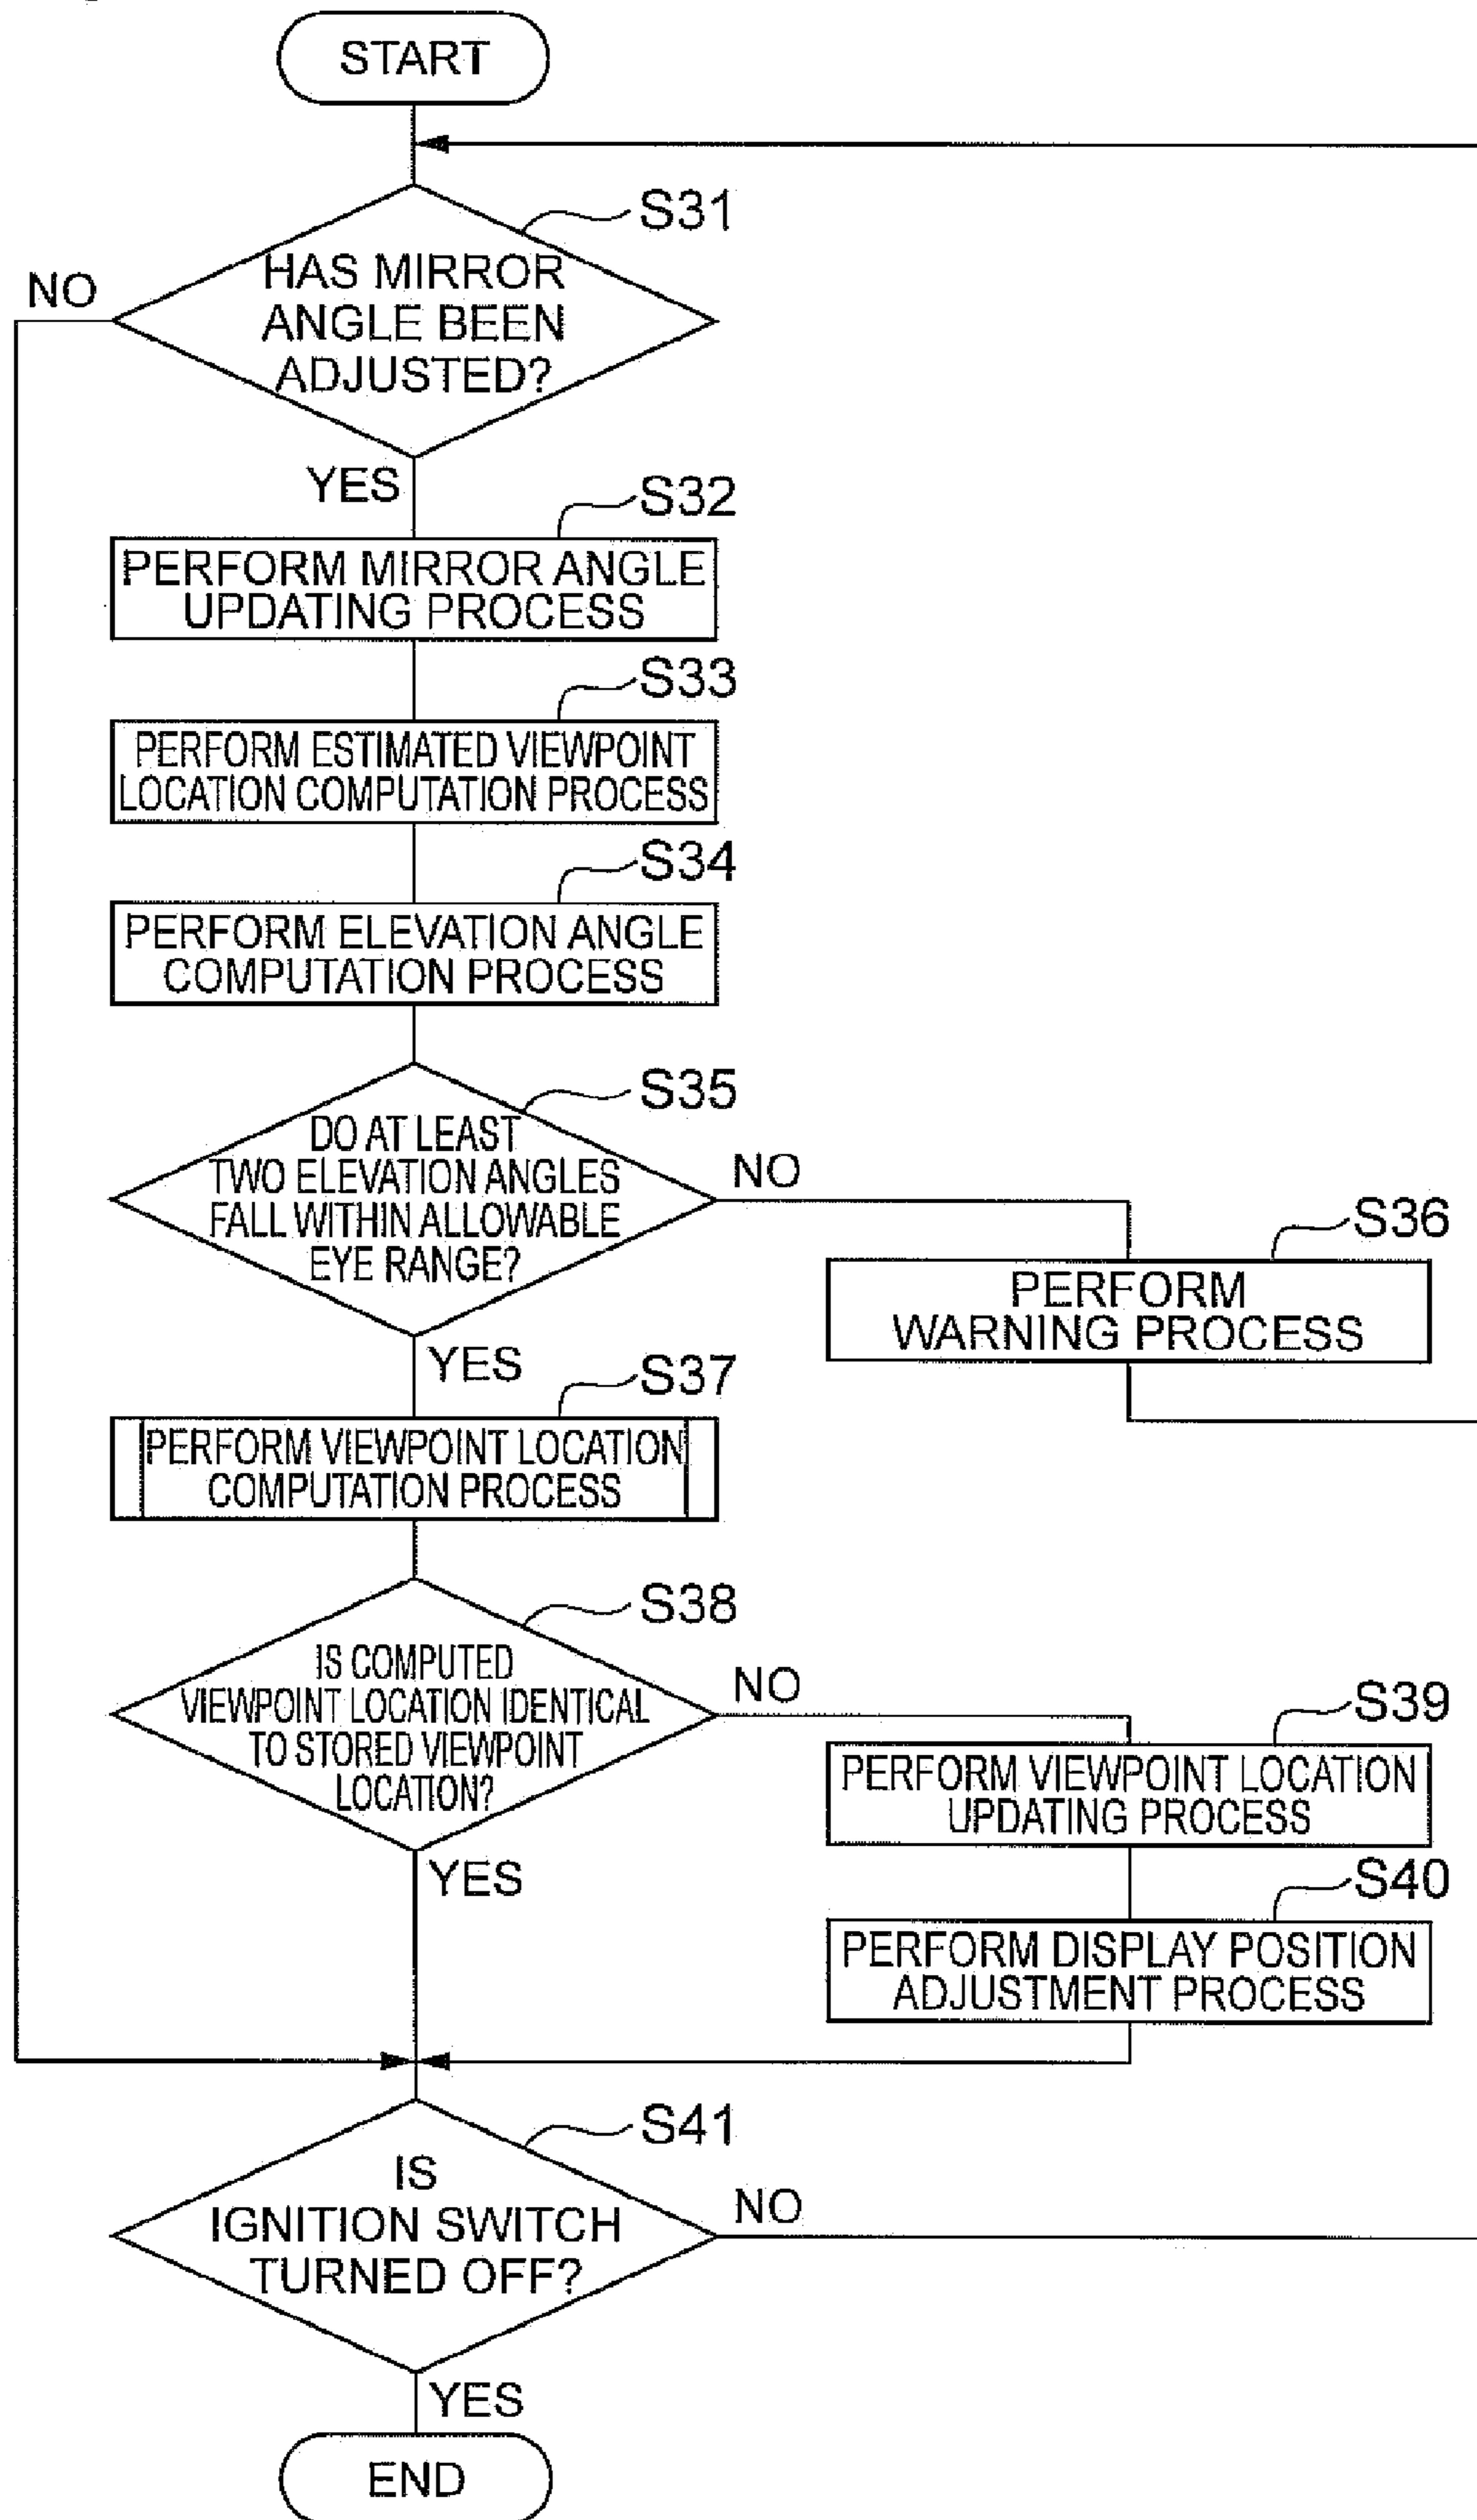 START
S31
HAS MIRROR
ANGLE BEEN
ADJUSTED?
NO
YES
S32
PERFORM MIRROR ANGLE
UPDATING PROCESS
S33
PERFORM ESTIMATED VIEWPOINT
LOCATION COMPUTATION PROCESS
S34
PERFORM ELEVATION ANGLE
COMPUTATION PROCESS
S35
DO AT LEAST
TWO ELEVATION ANGLES
FALL WITHIN ALLOWABLE
EYE RANGE?
NO
S36
PERFORM
WARNING PROCESS
YES
S37
PERFORM VIEWPOINT LOCATION
COMPUTATION PROCESS
S38
IS COMPUTED
VIEWPOINT LOCATION IDENTICAL
TO STORED VIEWPOINT
LOCATION?
NO
S39
PERFORM VIEWPOINT LOCATION
UPDATING PROCESS
YES
S40
PERFORM DISPLAY POSITION
ADJUSTMENT PROCESS
S41
IS
IGNITION SWITCH
TURNED OFF?
NO
YES
END